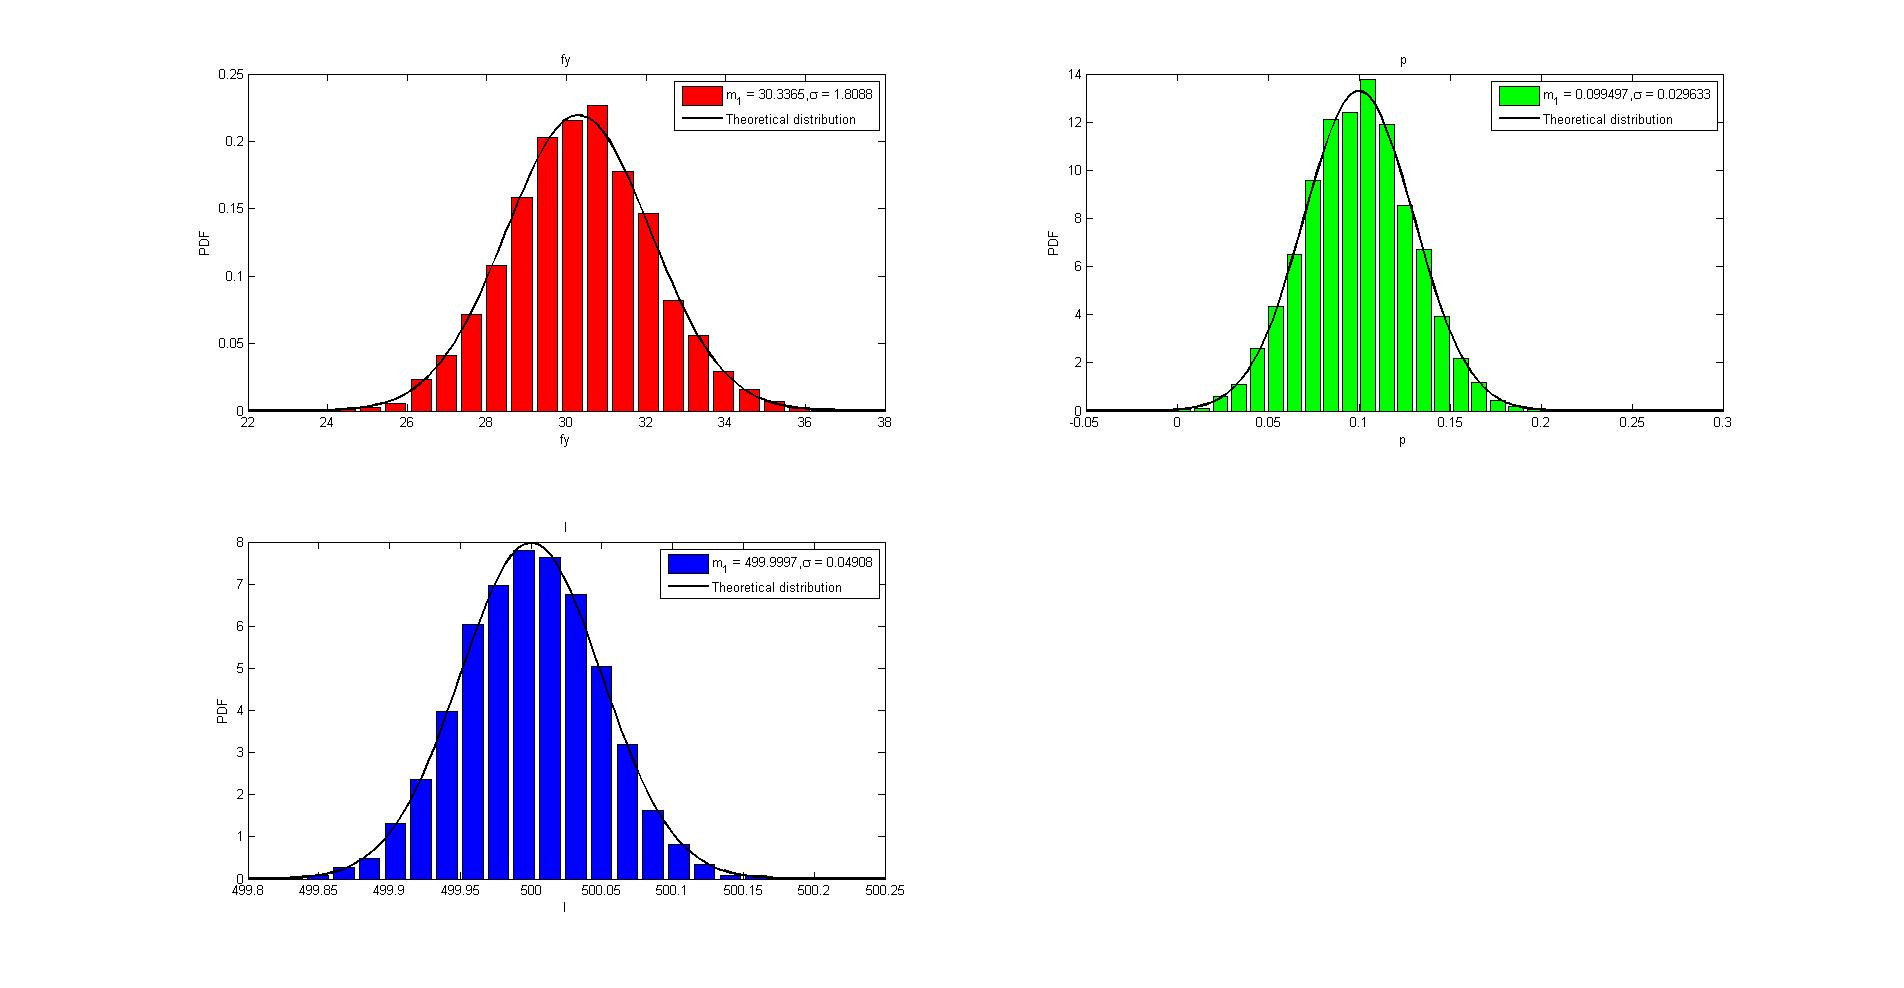 fy
0.25
0.2
0.15
0.1
0.05
0
PDF
m1 = 30.3365,σ = 1.8088
Theoretical distribution
22 24 26 28 30 32 34 36 38
fy
p
14
12
10
8
6
4
2
0
PDF
m1 = 0.099497,σ = 0.029633
Theoretical distribution
-0.05 0 0.05 0.1 0.15 0.2 0.25 0.3
p
l
8
7
6
5
4
3
2
1
0
PDF
m1 = 499.9997,σ = 0.04908
Theoretical distribution
499.8 499.85 499.9 499.95 500 500.05 500.1 500.15 500.2 500.25
l